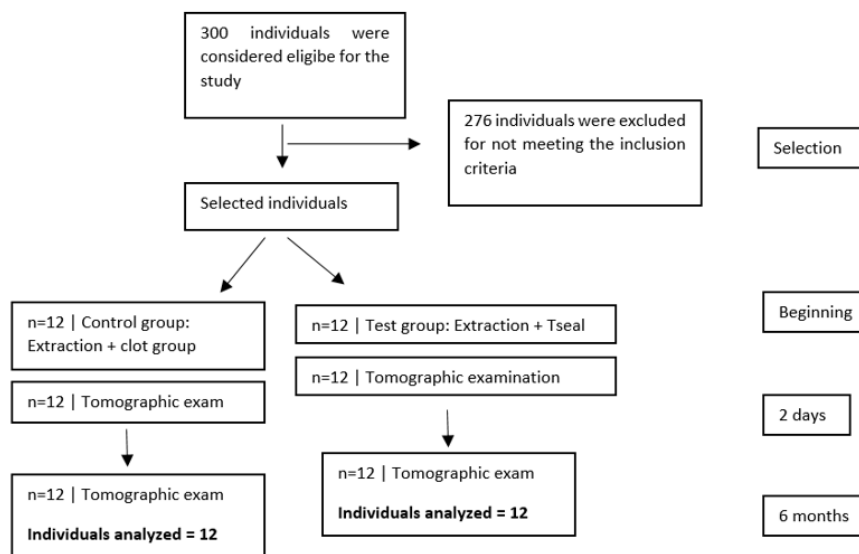 300 individuals were
considered eligibe for the
study
276 individuals were excluded
for not meeting the inclusion
criteria
Selection
Selected individuals
n=12 | Control group:
Extraction + clot group
n=12 | Test group: Extraction + Tseal
Beginning
n=12 | Tomographic exam
n=12 | Tomographic examination
2 days
n=12 | Tomographic exam
Individuals analyzed = 12
n=12 | Tomographic exam
Individuals analyzed = 12
6 months